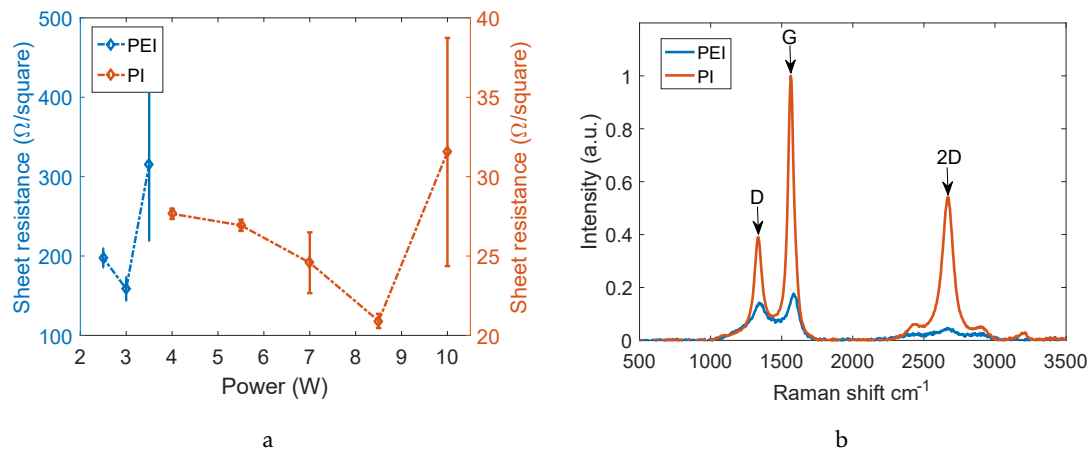 500
400
300
200
100
Sheet resistance (Ω/square)
PEI
PI
40
35
30
25
20
Sheet resistance (Ω/square)
2 3 4 5 6 7 8 9 10
Power (W)
a
1
0.8
0.6
0.4
0.2
0
Intensity (a.u.)
PEI
PI
G
D
2D
500 1000 1500 2000 2500 3000 3500
Raman shift cm⁻¹
b